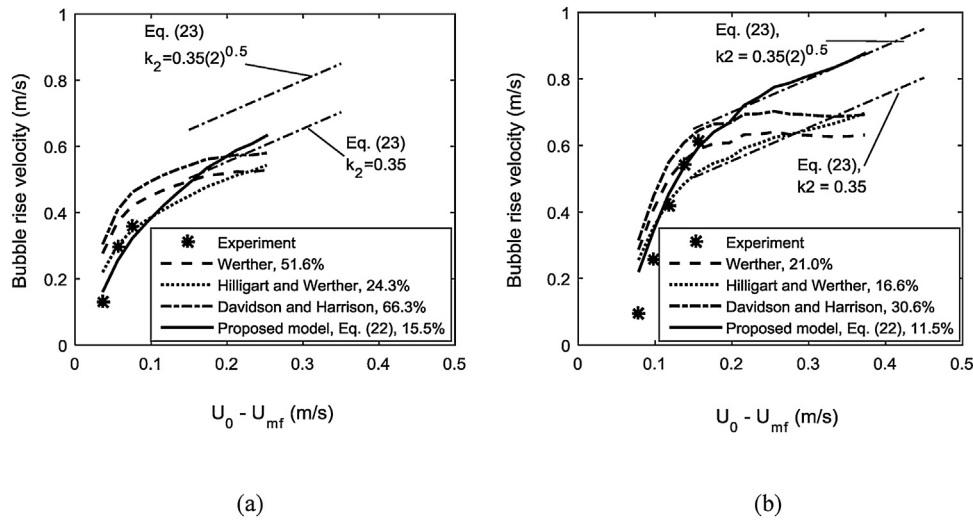 Eq. (23)
k2=0.35(2)^0.5
Eq. (23)
k2=0.35
Bubble rise velocity (m/s)
1
0.8
0.6
0.4
0.2
0
Experiment
Werther, 51.6%
Hilligart and Werther, 24.3%
Davidson and Harrison, 66.3%
Proposed model, Eq. (22), 15.5%
0 0.1 0.2 0.3 0.4 0.5
U0 - Umf (m/s)
(a)
Eq. (23),
k2 = 0.35(2)^0.5
Eq. (23),
k2 = 0.35
Bubble rise velocity (m/s)
1
0.8
0.6
0.4
0.2
0
Experiment
Werther, 21.0%
Hilligart and Werther, 16.6%
Davidson and Harrison, 30.6%
Proposed model, Eq. (22), 11.5%
0 0.1 0.2 0.3 0.4 0.5
U0 - Umf (m/s)
(b)